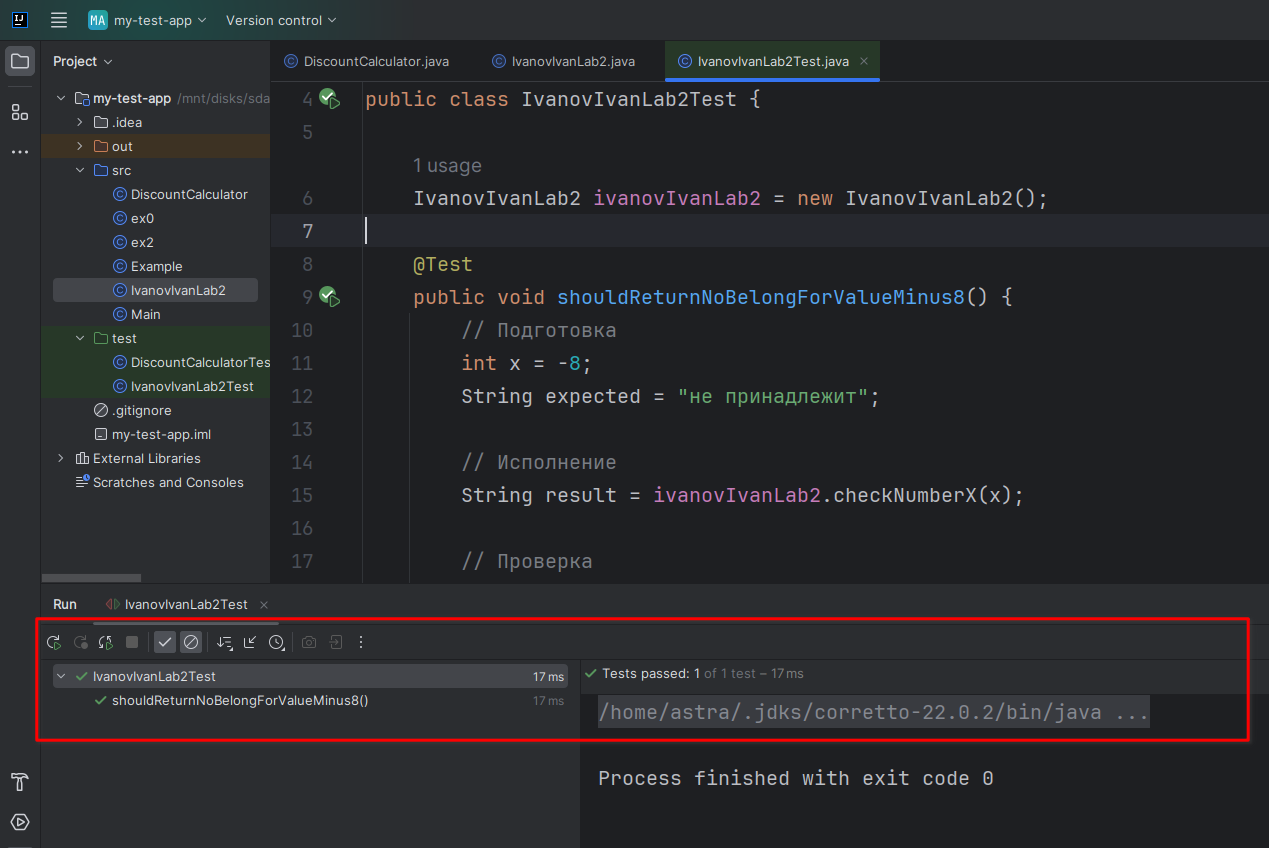 IJ
MA my-test-app Version control
Project
DiscountCalculator.java IvanovIvanLab2.java IvanovIvanLab2Test.java
my-test-app /mnt/disks/sda
.idea
out
src
DiscountCalculator
ex0
ex2
Example
IvanovIvanLab2
Main
test
DiscountCalculatorTes
IvanovIvanLab2Test
.gitignore
my-test-app.iml
External Libraries
Scratches and Consoles
4 public class IvanovIvanLab2Test {
5
1 usage
6 IvanovIvanLab2 ivanovIvanLab2 = new IvanovIvanLab2();
7
8 @Test
9 public void shouldReturnNoBelongForValueMinus8() {
10 // Подготовка
11 int x = -8;
12 String expected = "не принадлежит";
13
14 // Исполнение
15 String result = ivanovIvanLab2.checkNumberX(x);
16
17 // Проверка
Run IvanovIvanLab2Test
IvanovIvanLab2Test 17 ms
shouldReturnNoBelongForValueMinus8() 17 ms
Tests passed: 1 of 1 test – 17 ms
/home/astra/.jdks/corretto-22.0.2/bin/java ...
Process finished with exit code 0